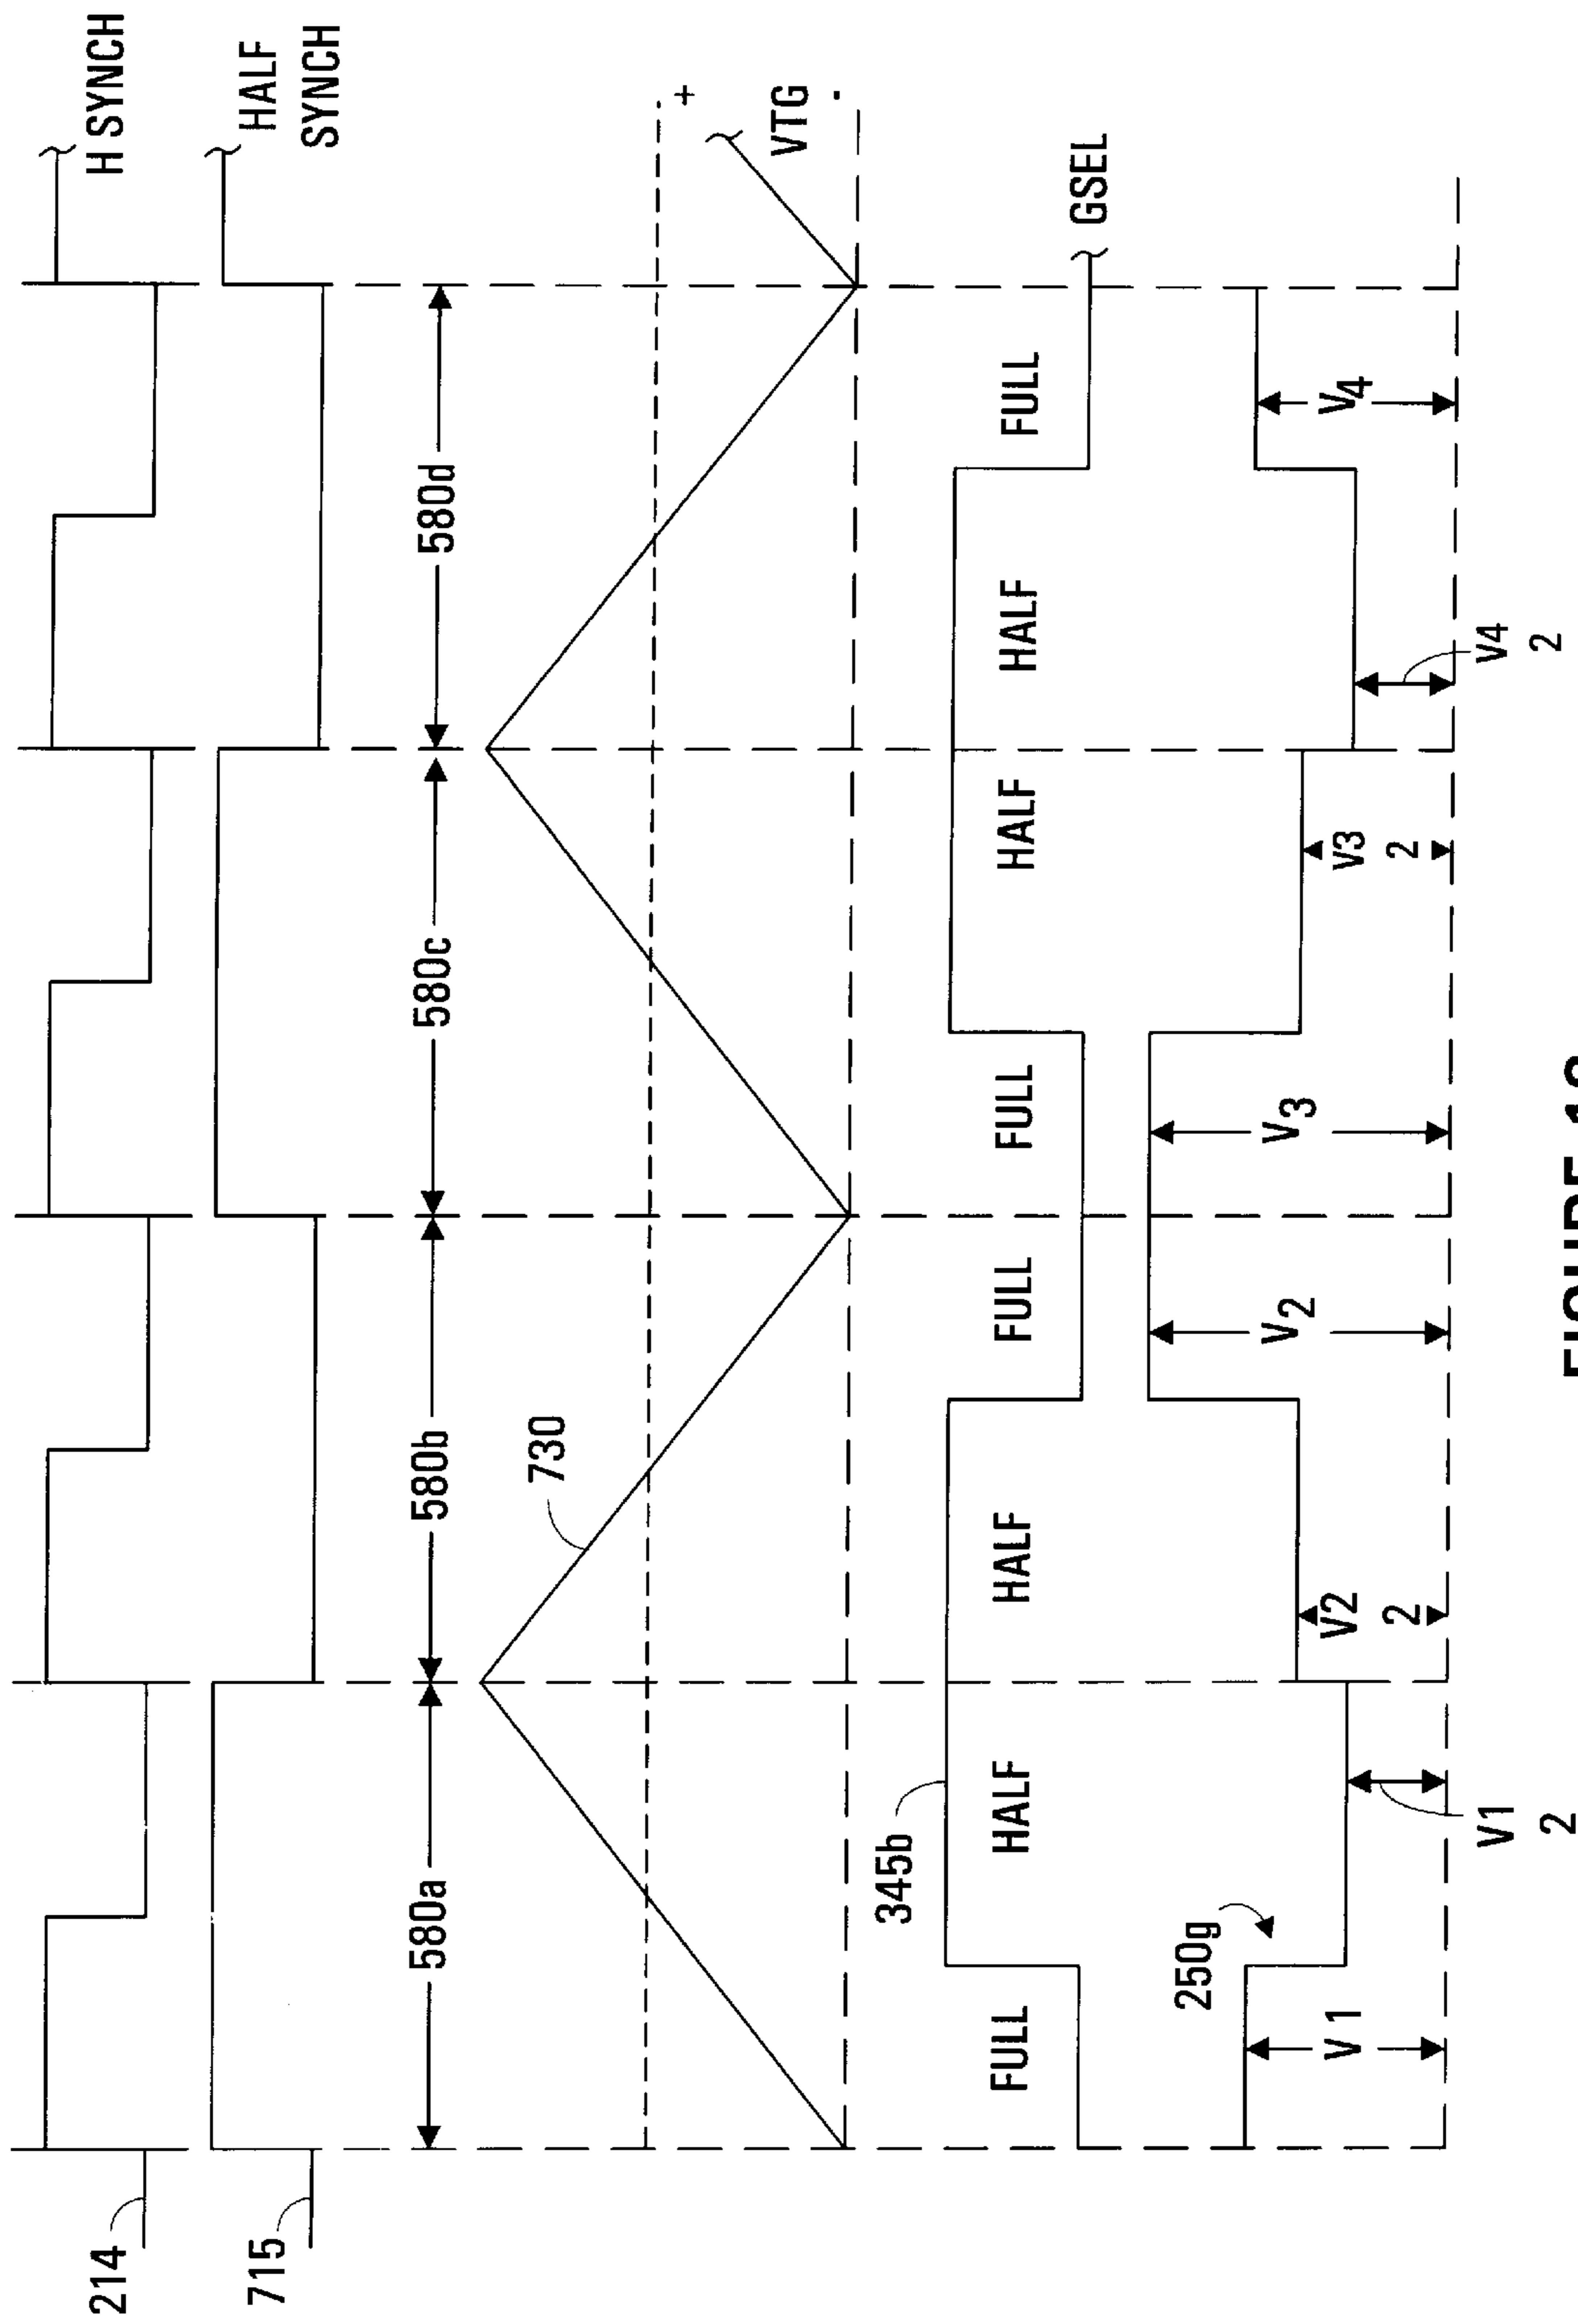 214
H SYNCH
715
HALF
SYNCH
580a
580b
580c
580d
730
+
VTG
-
345b
FULL
HALF
HALF
FULL
FULL
HALF
HALF
FULL
GSEL
250g
V1
V1
2
V2
2
V2
V3
V3
2
V4
2
V4